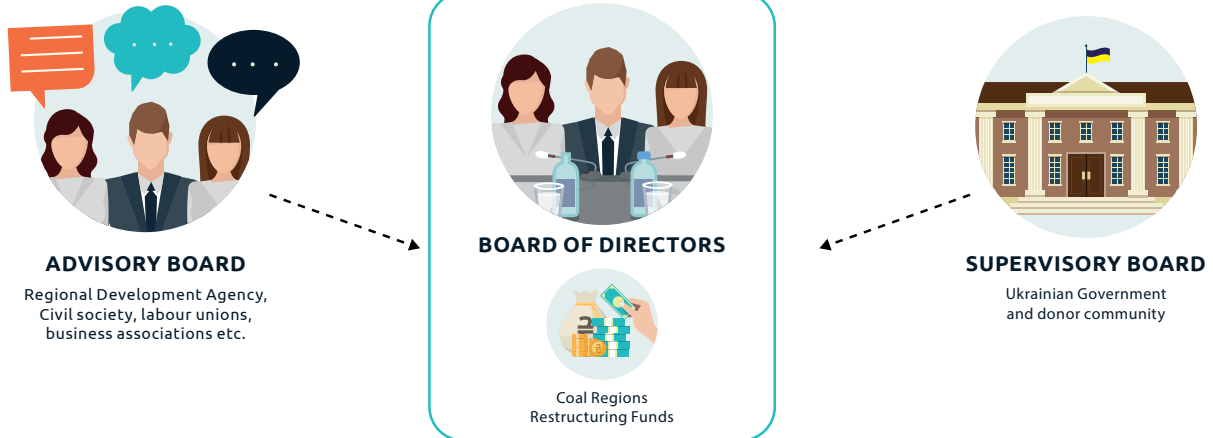 ADVISORY BOARD
Regional Development Agency,
Civil society, labour unions,
business associations etc.
BOARD OF DIRECTORS
Coal Regions
Restructuring Funds
SUPERVISORY BOARD
Ukrainian Government
and donor community